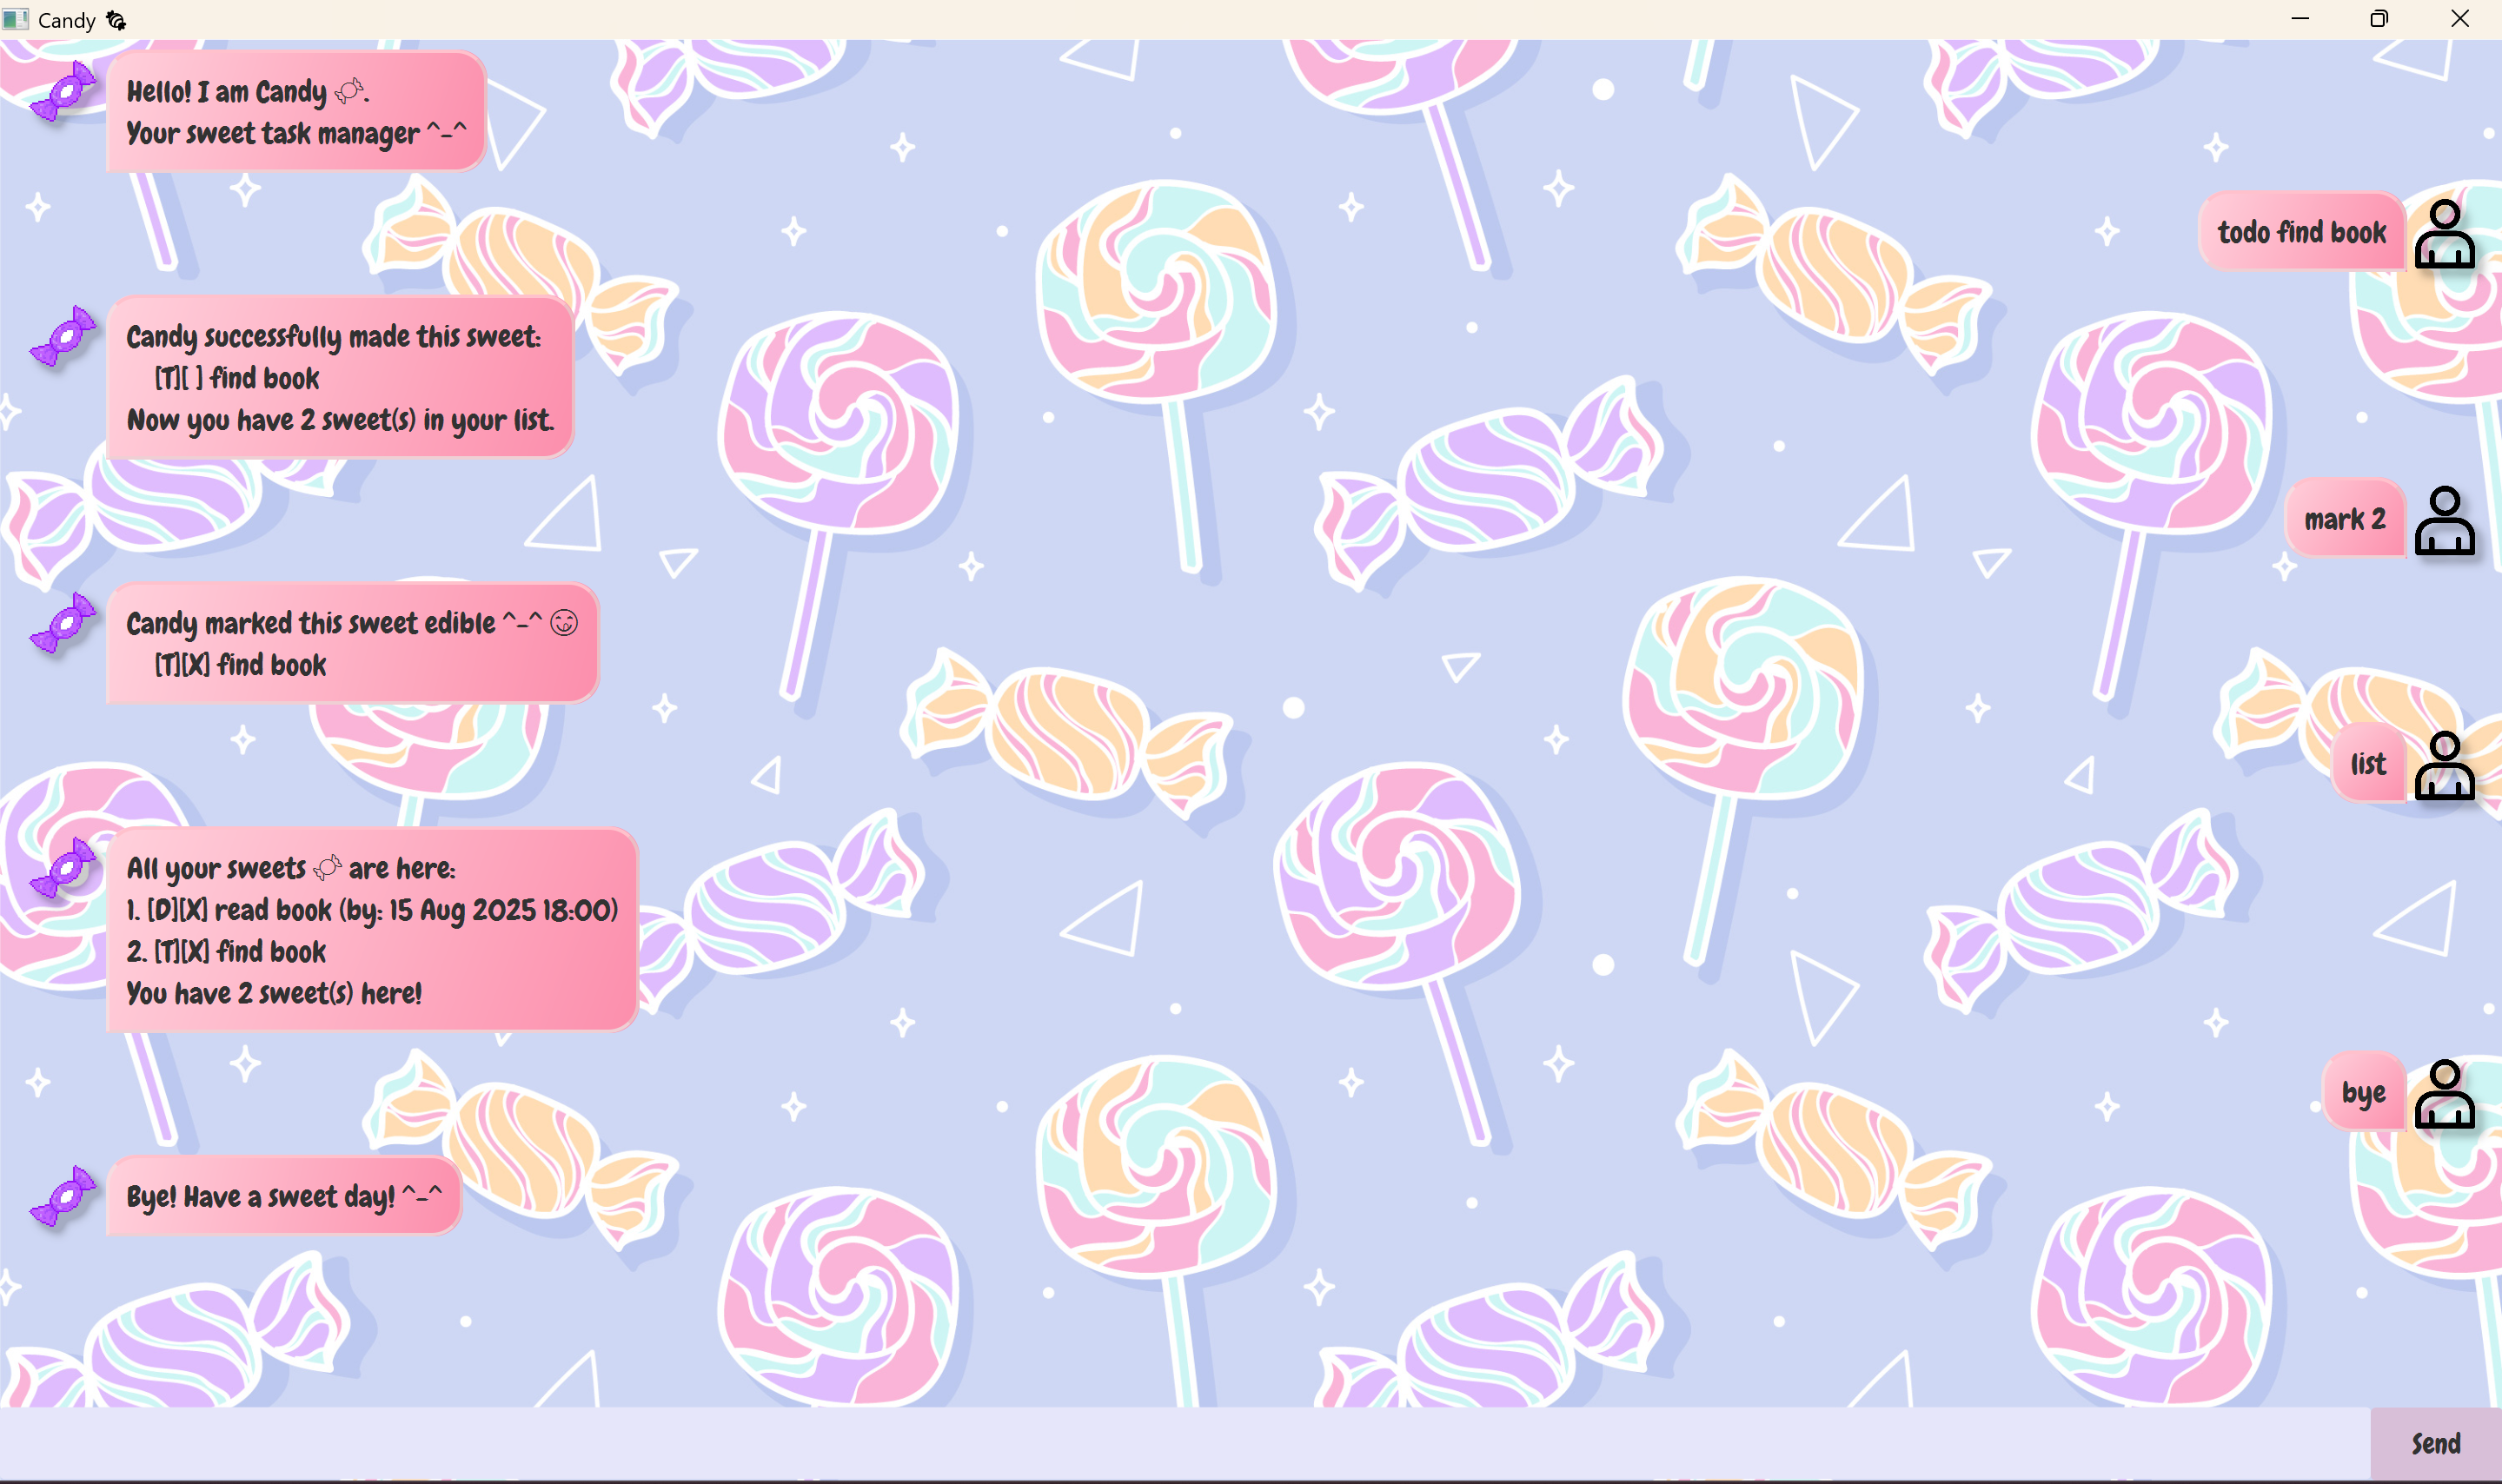 Candy
Hello! I am Candy 🍬.
Your sweet task manager ^-^
todo find book
Candy successfully made this sweet:
[T][ ] find book
Now you have 2 sweet(s) in your list.
mark 2
Candy marked this sweet edible ^-^ 😋
[T][X] find book
list
All your sweets 🍬 are here:
1. [D][X] read book (by: 15 Aug 2025 18:00)
2. [T][X] find book
You have 2 sweet(s) here!
bye
Bye! Have a sweet day! ^-^
Send